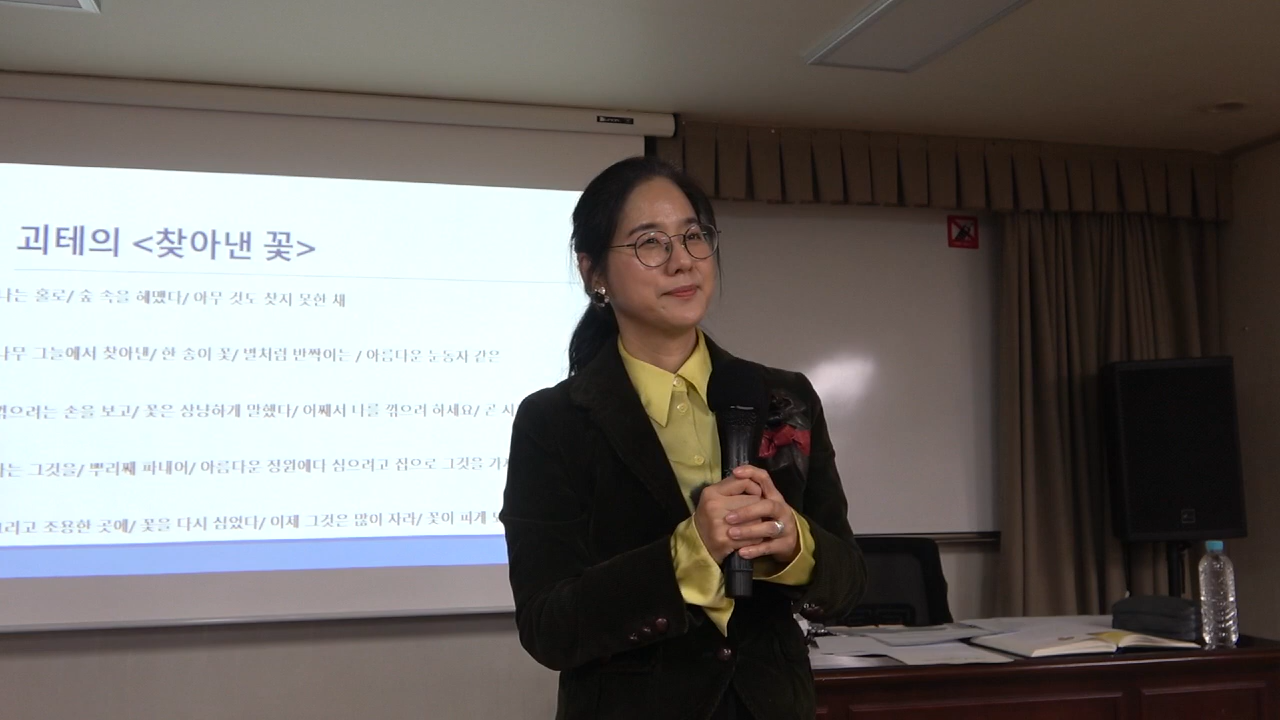 괴테의 <찾아낸 꽃>
나는 홀로/ 숲 속을 헤맸다/ 아무 것도 찾지 못한 채
나무 그늘에서 찾아낸/ 한 송이 꽃/ 별처럼 반짝이는 / 아름다운 눈동자 같은
꺾으려는 손을 보고/ 꽃은 상냥하게 말했다/ 어째서 나를 꺾으려 하세요/ 곧 시
나는 그것을/ 뿌리째 파내어/ 아름다운 정원에다 심으려고 집으로 그것을 가져
그리고 조용한 곳에/ 꽃을 다시 심었다/ 이제 그것은 많이 자라/ 꽃이 피게